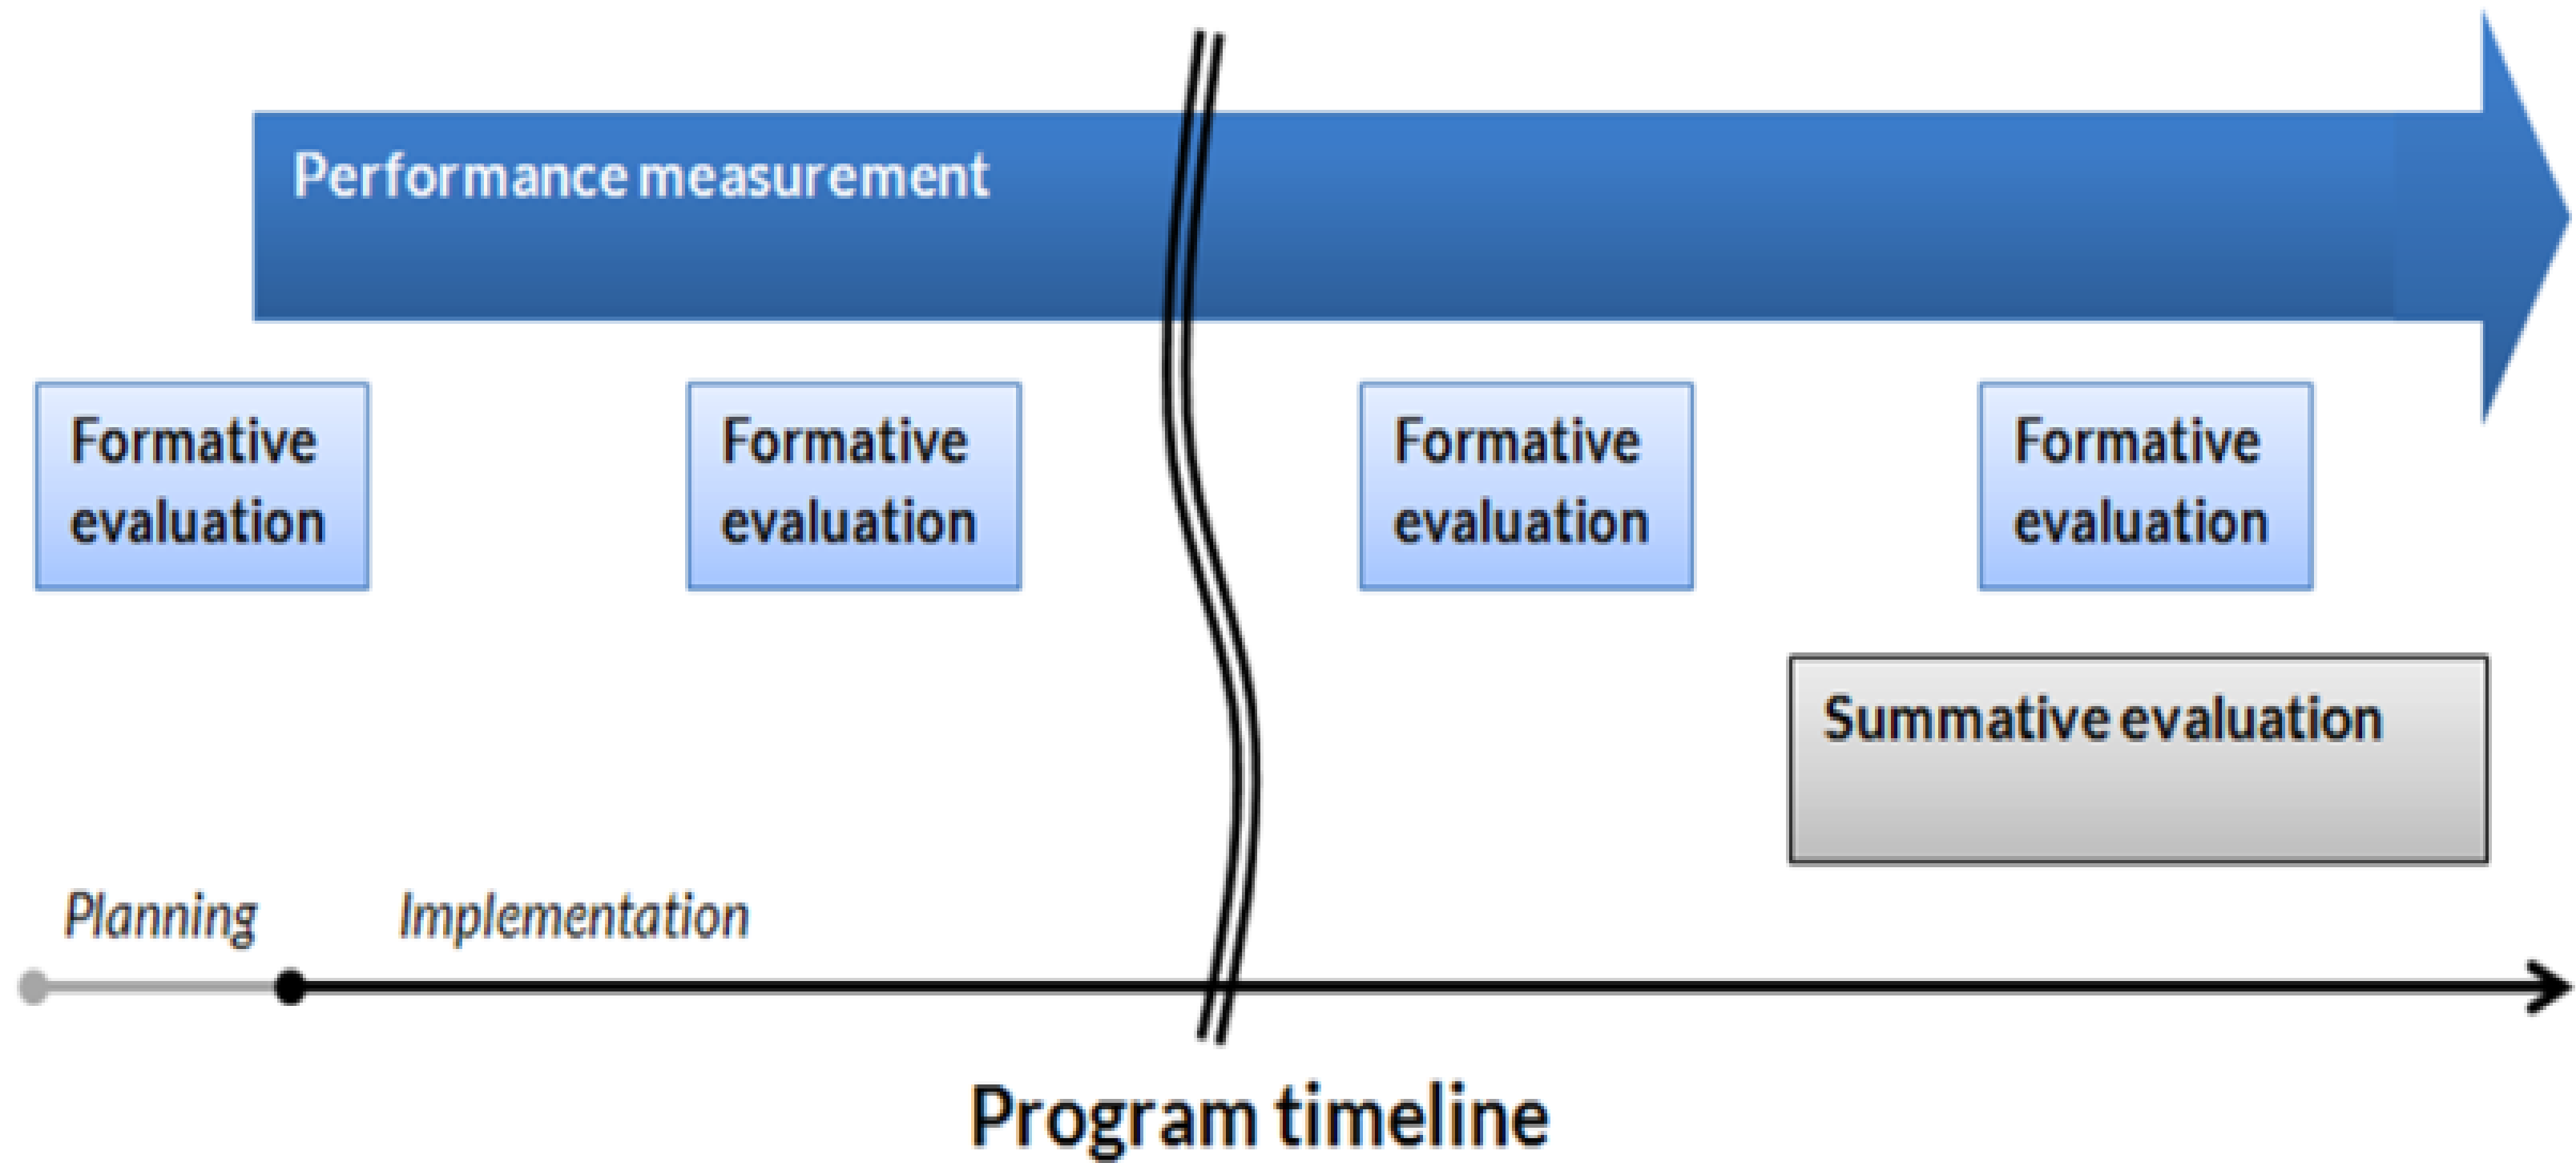 Performance measurement
Formative
evaluation
Formative
evaluation
Formative
evaluation
Formative
evaluation
Summative evaluation
Planning
Implementation
Program timeline